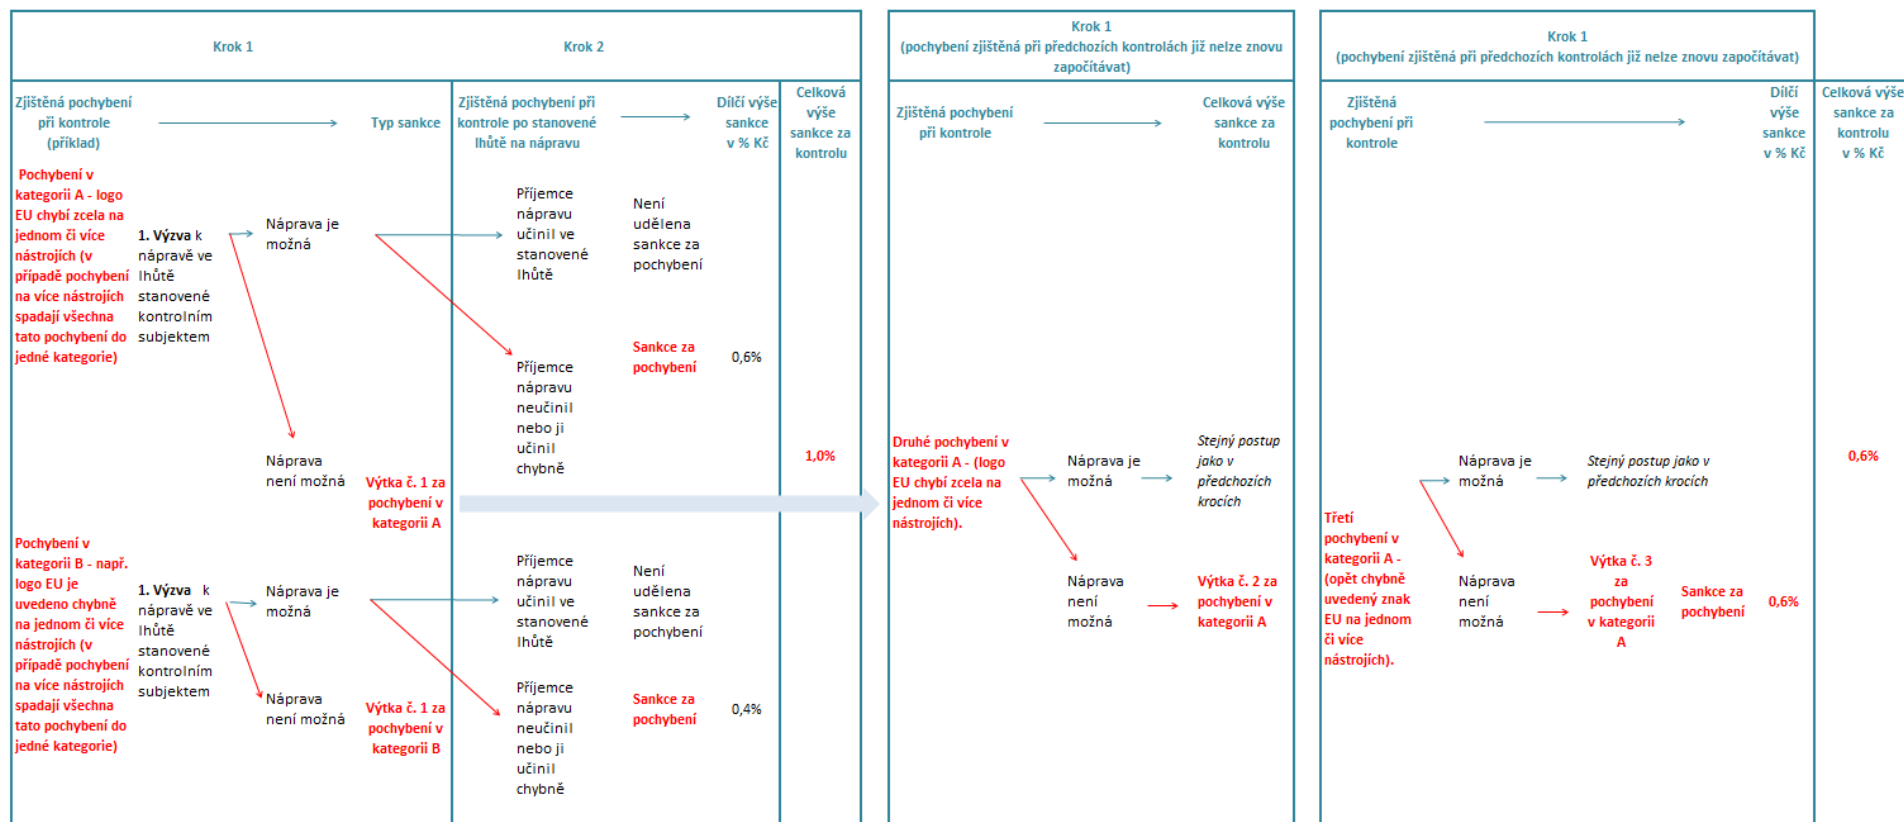 Krok 1
Krok 2
Zjištěná pochybení
při kontrole
(příklad)
Typ sankce
Zjištěná pochybení při
kontrole po stanovené
lhůtě na nápravu
Dílčí výše
sankce
v % Kč
Celková
výše
sankce za
kontrolu
Pochybení v
kategorii A - logo
EU chybí zcela na
jednom či více
nástrojích (v
případě pochybení
na více nástrojích
spadají všechna
tato pochybení do
jedné kategorie)
1. Výzva k
nápravě ve
lhůtě
stanovené
kontrolním
subjektem
Náprava je
možná
Příjemce
nápravu
učinil ve
stanovené
lhůtě
Není
udělena
sankce za
pochybení
Příjemce
nápravu
neučinil
nebo ji
učinil
chybně
Sankce za
pochybení
0,6%
Náprava
není možná
Výtka č. 1 za
pochybení v
kategorii A
1,0%
Pochybení v
kategorii B - např.
logo EU je
uvedeno chybně
na jednom či více
nástrojích (v
případě pochybení
na více nástrojích
spadají všechna
tato pochybení do
jedné kategorie)
1. Výzva k
nápravě ve
lhůtě
stanovené
kontrolním
subjektem
Náprava je
možná
Příjemce
nápravu
učinil ve
stanovené
lhůtě
Není
udělena
sankce za
pochybení
Náprava
není možná
Výtka č. 1 za
pochybení v
kategorii B
Příjemce
nápravu
neučinil
nebo ji
učinil
chybně
Sankce za
pochybení
0,4%
Krok 1
(pochybení zjištěná při předchozích kontrolách již nelze znovu
započítávat)
Zjištěná pochybení
při kontrole
Celková výše
sankce za
kontrolu
Druhé pochybení v
kategorii A - (logo
EU chybí zcela na
jednom či více
nástrojích).
Náprava je
možná
Stejný postup
jako v
předchozích
krocích
Náprava
není
možná
Výtka č. 2 za
pochybení v
kategorii A
Krok 1
(pochybení zjištěná při předchozích kontrolách již nelze znovu započítávat)
Zjištěná
pochybení při
kontrole
Dílčí
výše
sankce
v % Kč
Celková výše
sankce za
kontrolu
v % Kč
Třetí
pochybení v
kategorii A -
(opět chybně
uvedený znak
EU na jednom
či více
nástrojích).
Náprava je
možná
Stejný postup jako v
předchozích krocích
0,6%
Náprava
není
možná
Výtka č. 3
za
pochybení
v kategorii
A
Sankce za
pochybení
0,6%